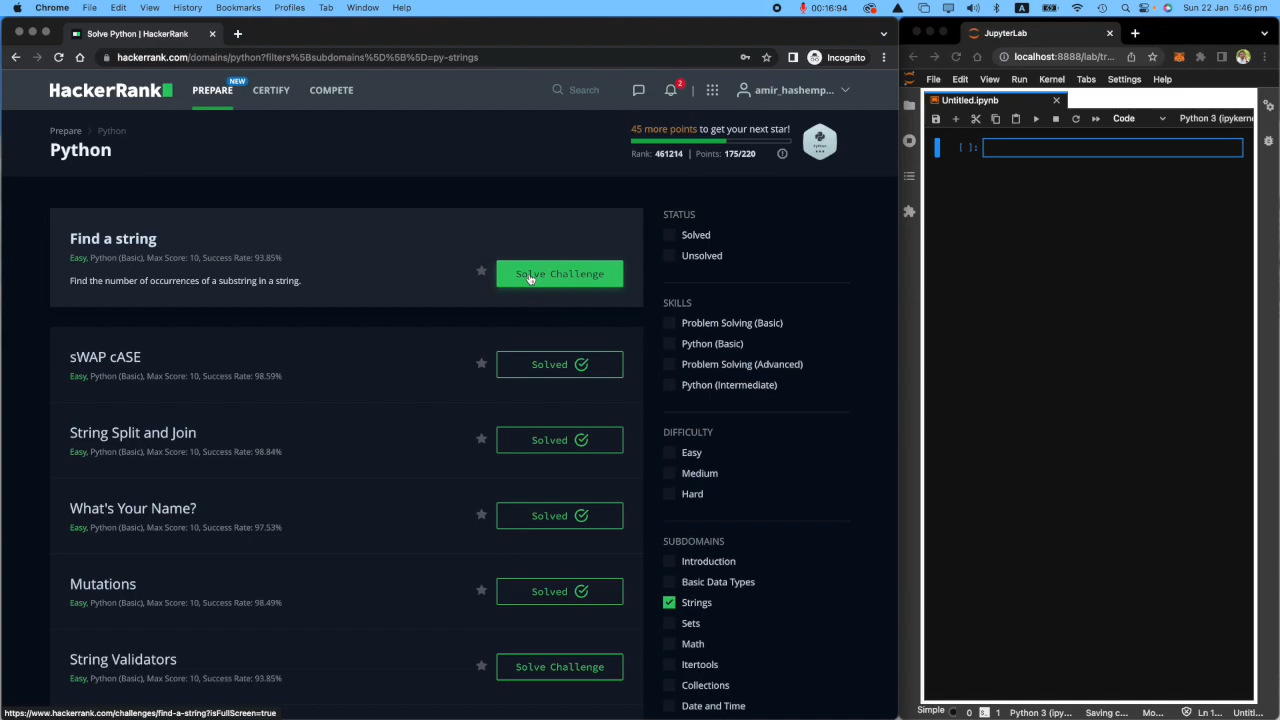 Chrome File Edit View History Bookmarks Profiles Tab Window Help 00:16:94 A Sun 22 Jan 5:46 pm
Solve Python | HackerRank
hackerrank.com/domains/python?filters%5Bsubdomains%5D%5B%5D=py-strings Incognito
HackerRank PREPARE NEW CERTIFY COMPETE Search 2 amir_hashemp...
Prepare > Python
Python
45 more points to get your next star!
Rank: 461214 | Points: 175/220
Python
Find a string
Easy, Python (Basic), Max Score: 10, Success Rate: 93.85%
Find the number of occurrences of a substring in a string.
Solve Challenge
sWAP cASE
Easy, Python (Basic), Max Score: 10, Success Rate: 98.59%
Solved
String Split and Join
Easy, Python (Basic), Max Score: 10, Success Rate: 98.84%
Solved
What's Your Name?
Easy, Python (Basic), Max Score: 10, Success Rate: 97.53%
Solved
Mutations
Easy, Python (Basic), Max Score: 10, Success Rate: 98.49%
Solved
String Validators
Easy, Python (Basic), Max Score: 10, Success Rate: 93.85%
Solve Challenge
STATUS
Solved
Unsolved
SKILLS
Problem Solving (Basic)
Python (Basic)
Problem Solving (Advanced)
Python (Intermediate)
DIFFICULTY
Easy
Medium
Hard
SUBDOMAINS
Introduction
Basic Data Types
Strings
Sets
Math
Itertools
Collections
Date and Time
https://www.hackerrank.com/challenges/find-a-string?isFullScreen=true
JupyterLab
localhost:8888/lab/tr...
File Edit View Run Kernel Tabs Settings Help
Untitled.ipynb
Code Python 3 (ipykern
[ ]:
Simple 0 $_ 1 Python 3 (ipy... Saving c... Mo... Ln 1... Untitl...